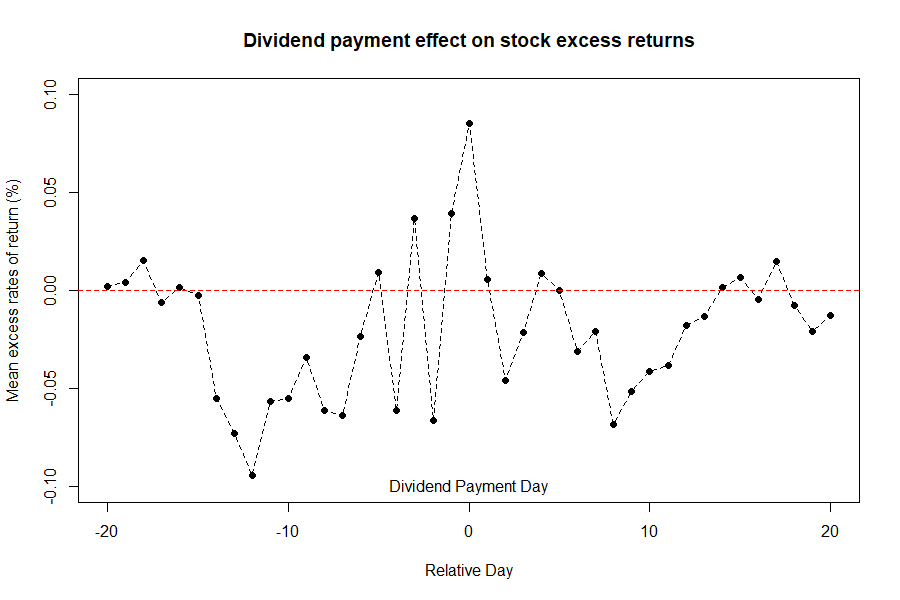 Dividend payment effect on stock excess returns
Mean excess rates of return (%)
0.10
0.05
0.00
-0.05
-0.10
Dividend Payment Day
-20
-10
0
10
20
Relative Day